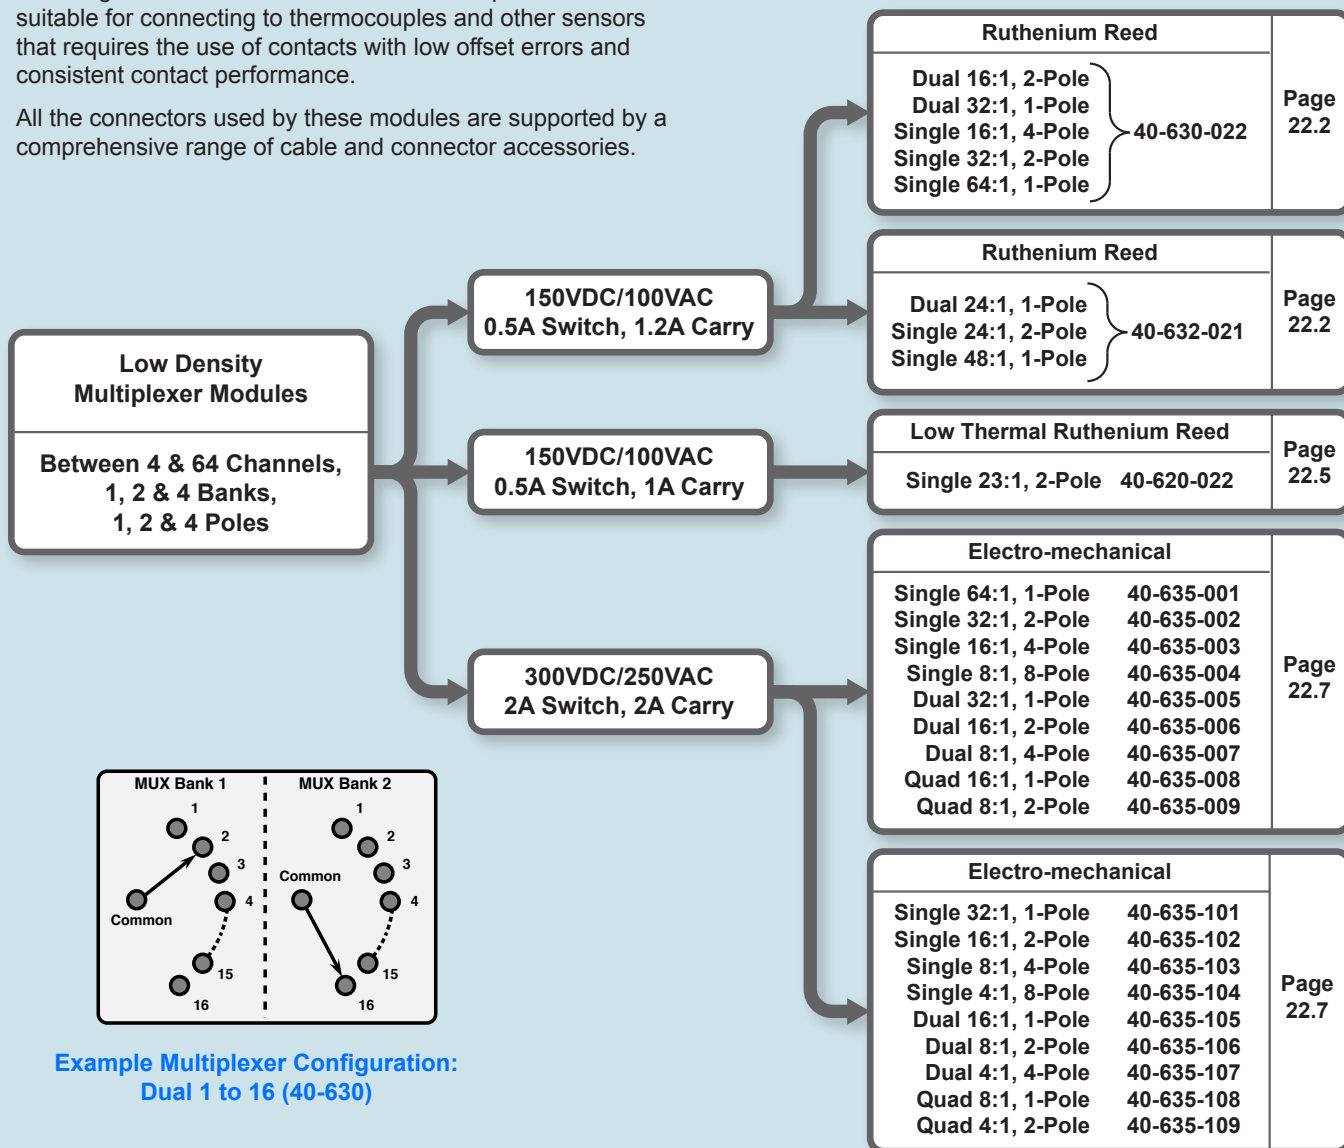 suitable for connecting to thermocouples and other sensors
that requires the use of contacts with low offset errors and
consistent contact performance.
All the connectors used by these modules are supported by a
comprehensive range of cable and connector accessories.
Low Density
Multiplexer Modules
Between 4 & 64 Channels,
1, 2 & 4 Banks,
1, 2 & 4 Poles
150VDC/100VAC
0.5A Switch, 1.2A Carry
150VDC/100VAC
0.5A Switch, 1A Carry
300VDC/250VAC
2A Switch, 2A Carry
Ruthenium Reed
Dual 16:1, 2-Pole
Dual 32:1, 1-Pole
Single 16:1, 4-Pole 40-630-022
Single 32:1, 2-Pole
Single 64:1, 1-Pole
Page
22.2
Ruthenium Reed
Dual 24:1, 1-Pole
Single 24:1, 2-Pole 40-632-021
Single 48:1, 1-Pole
Page
22.2
Low Thermal Ruthenium Reed
Single 23:1, 2-Pole 40-620-022
Page
22.5
Electro-mechanical
Single 64:1, 1-Pole 40-635-001
Single 32:1, 2-Pole 40-635-002
Single 16:1, 4-Pole 40-635-003
Single 8:1, 8-Pole 40-635-004
Dual 32:1, 1-Pole 40-635-005
Dual 16:1, 2-Pole 40-635-006
Dual 8:1, 4-Pole 40-635-007
Quad 16:1, 1-Pole 40-635-008
Quad 8:1, 2-Pole 40-635-009
Page
22.7
Electro-mechanical
Single 32:1, 1-Pole 40-635-101
Single 16:1, 2-Pole 40-635-102
Single 8:1, 4-Pole 40-635-103
Single 4:1, 8-Pole 40-635-104
Dual 16:1, 1-Pole 40-635-105
Dual 8:1, 2-Pole 40-635-106
Dual 4:1, 4-Pole 40-635-107
Quad 8:1, 1-Pole 40-635-108
Quad 4:1, 2-Pole 40-635-109
Page
22.7
MUX Bank 1
1
2
3
4
Common
15
16
MUX Bank 2
1
2
3
Common
4
15
16
Example Multiplexer Configuration:
Dual 1 to 16 (40-630)